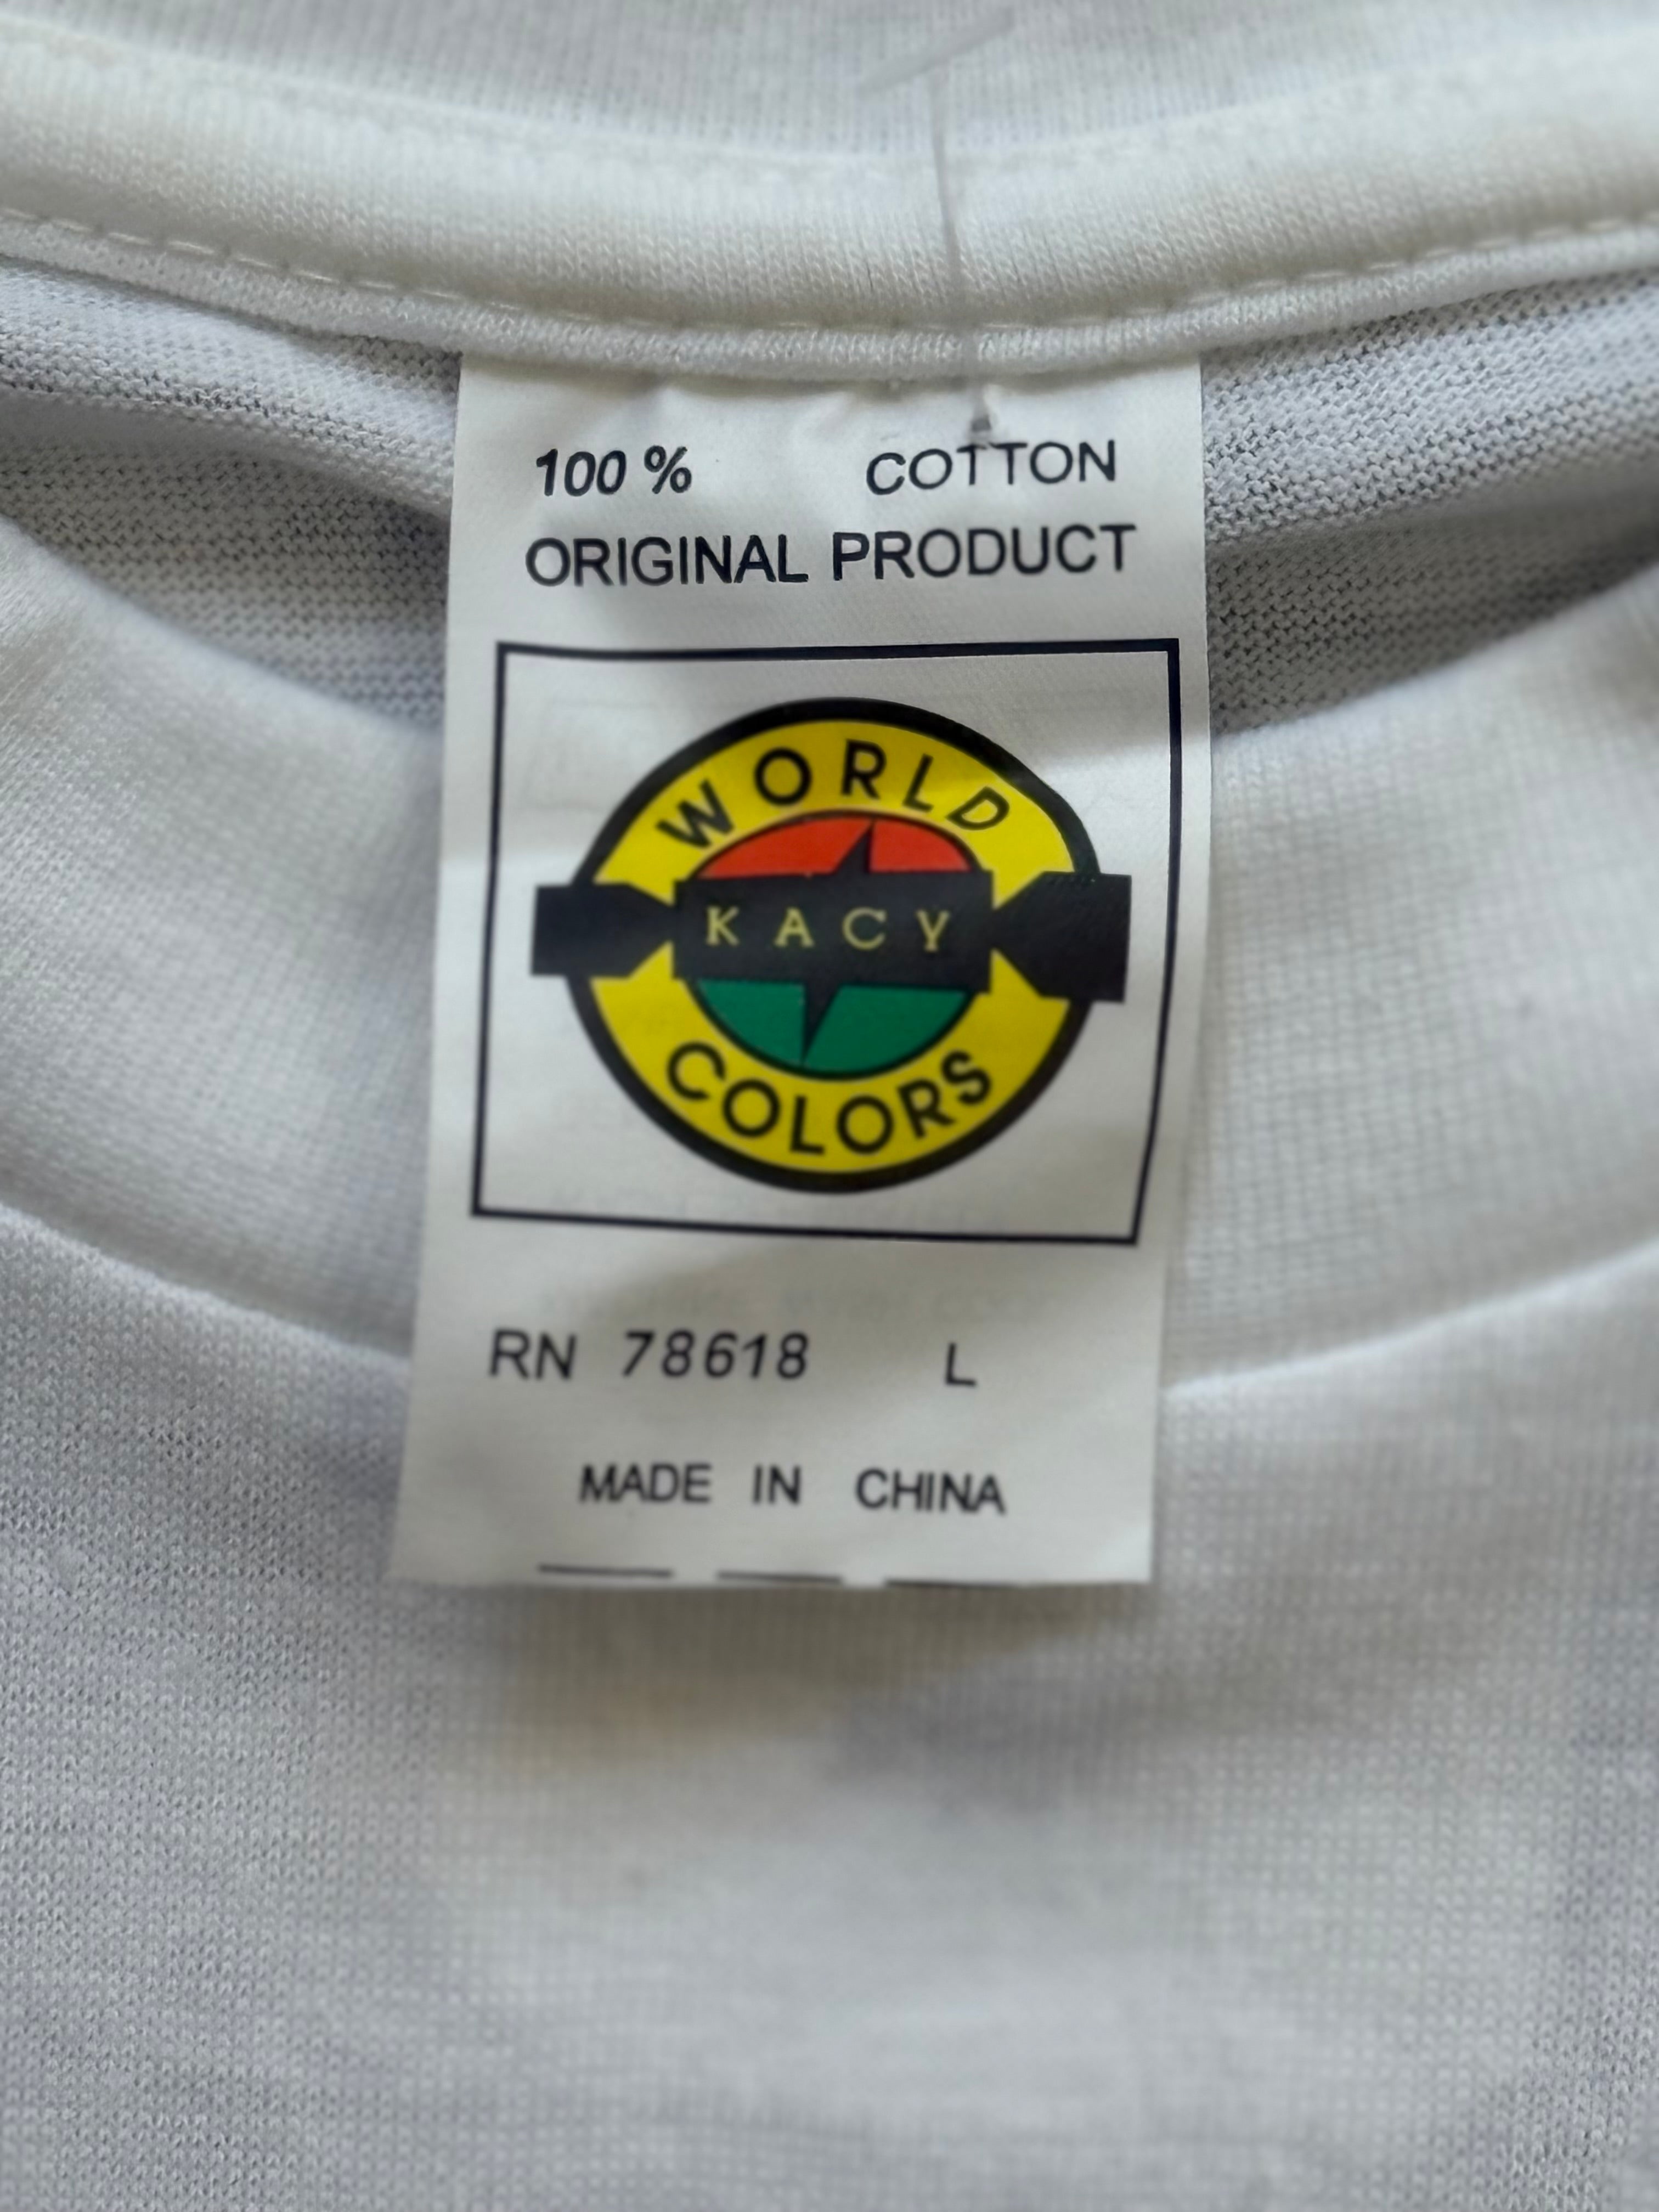 100 % COTTON
ORIGINAL PRODUCT
WORLD
KACY
COLORS
RN 78618 L
MADE IN CHINA